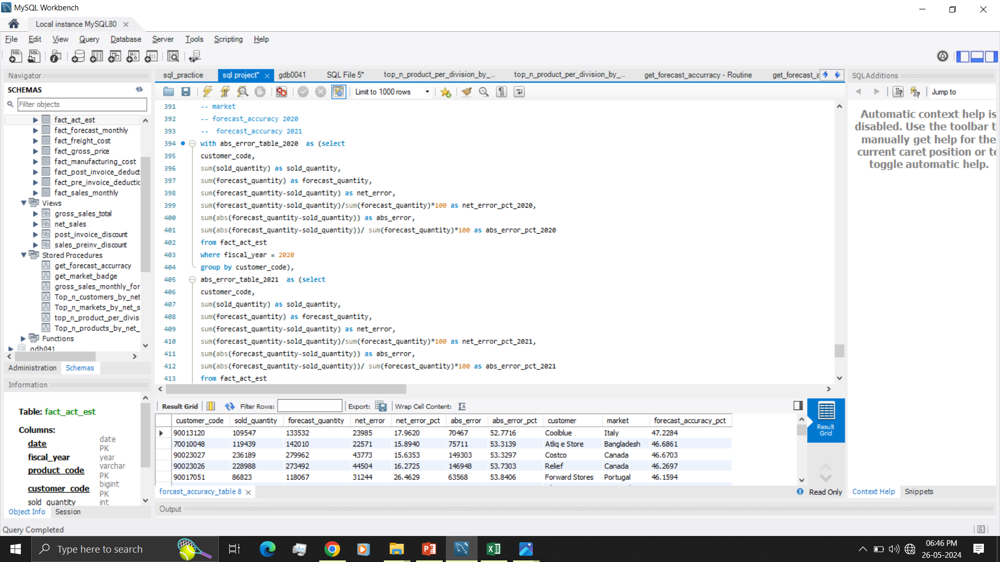 MySQL Workbench
Local instance MySQL80
File Edit View Query Database Server Tools Scripting Help
Navigator
SCHEMAS
Filter objects
fact_act_est
fact_forecast_monthly
fact_freight_cost
fact_gross_price
fact_manufacturing_cost
fact_post_invoice_deduct
fact_pre_invoice_deductic
fact_sales_monthly
Views
gross_sales_total
net_sales
post_invoice_discount
sales_preinv_discount
Stored Procedures
get_forecast_accurracy
get_market_badge
gross_sales_monthly_for
Top_n_customers_by_net
Top_n_markets_by_net_s
top_n_product_per_divis
Top_n_products_by_net_
Functions
gdb041
Administration Schemas
Information
Table: fact_act_est
Columns:
date date PK
fiscal_year year
product_code varchar PK
customer_code bigint PK
sold_quantity int
Object Info Session
Query Completed
sql_practice sql project* gdb0041 SQL File 5* top_n_product_per_division_by_... top_n_product_per_division_by_... get_forecast_accurracy - Routine get_forecast_a
Limit to 1000 rows
391 -- market
392 -- forecast_accuracy 2020
393 -- forecast_accuracy 2021
394 with abs_error_table_2020 as (select
395 customer_code,
396 sum(sold_quantity) as sold_quantity,
397 sum(forecast_quantity) as forecast_quantity,
398 sum(forecast_quantity-sold_quantity) as net_error,
399 sum(forecast_quantity-sold_quantity)/sum(forecast_quantity)*100 as net_error_pct_2020,
400 sum(abs(forecast_quantity-sold_quantity)) as abs_error,
401 sum(abs(forecast_quantity-sold_quantity))/ sum(forecast_quantity)*100 as abs_error_pct_2020
402 from fact_act_est
403 where fiscal_year = 2020
404 group by customer_code),
405 abs_error_table_2021 as (select
406 customer_code,
407 sum(sold_quantity) as sold_quantity,
408 sum(forecast_quantity) as forecast_quantity,
409 sum(forecast_quantity-sold_quantity) as net_error,
410 sum(forecast_quantity-sold_quantity)/sum(forecast_quantity)*100 as net_error_pct_2021,
411 sum(abs(forecast_quantity-sold_quantity)) as abs_error,
412 sum(abs(forecast_quantity-sold_quantity))/ sum(forecast_quantity)*100 as abs_error_pct_2021
413 from fact_act_est
Result Grid Filter Rows: Export: Wrap Cell Content:
customer_code sold_quantity forecast_quantity net_error net_error_pct abs_error abs_error_pct customer market forecast_accuracy_pct
90013120 109547 133532 23985 17.9620 70467 52.7716 Coolblue Italy 47.2284
70010048 119439 142010 22571 15.8940 75711 53.3139 Atliq e Store Bangladesh 46.6861
90023027 236189 279962 43773 15.6353 149303 53.3297 Costco Canada 46.6703
90023026 228988 273492 44504 16.2725 146948 53.7303 Relief Canada 46.2697
90017051 86823 118067 31244 26.4629 63568 53.8406 Forward Stores Portugal 46.1594
Result
Grid
forcast_accuracy_table 8
Read Only
Output
SQLAdditions
Jump to
Automatic context help is
disabled. Use the toolbar t
manually get help for the
current caret position or to
toggle automatic help.
Context Help Snippets
Type here to search
06:46 PM
26-05-2024